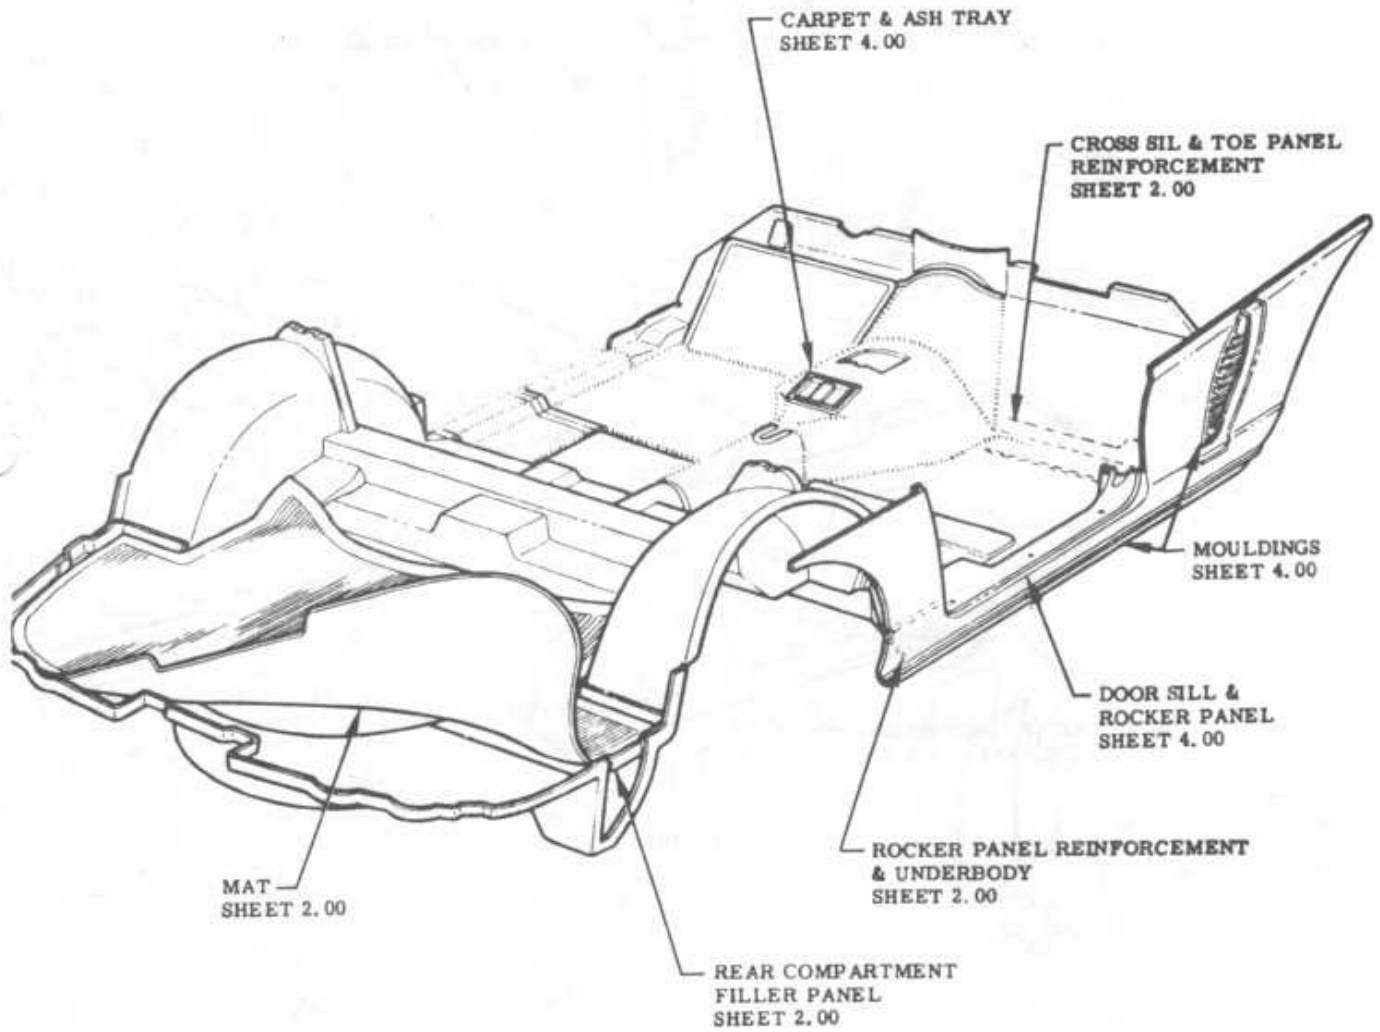 CARPET & ASH TRAY
SHEET 4.00
CROSS SIL & TOE PANEL
REINFORCEMENT
SHEET 2.00
MOULDINGS
SHEET 4.00
DOOR SILL &
ROCKER PANEL
SHEET 4.00
ROCKER PANEL REINFORCEMENT
& UNDERBODY
SHEET 2.00
MAT
SHEET 2.00
REAR COMPARTMENT
FILLER PANEL
SHEET 2.00